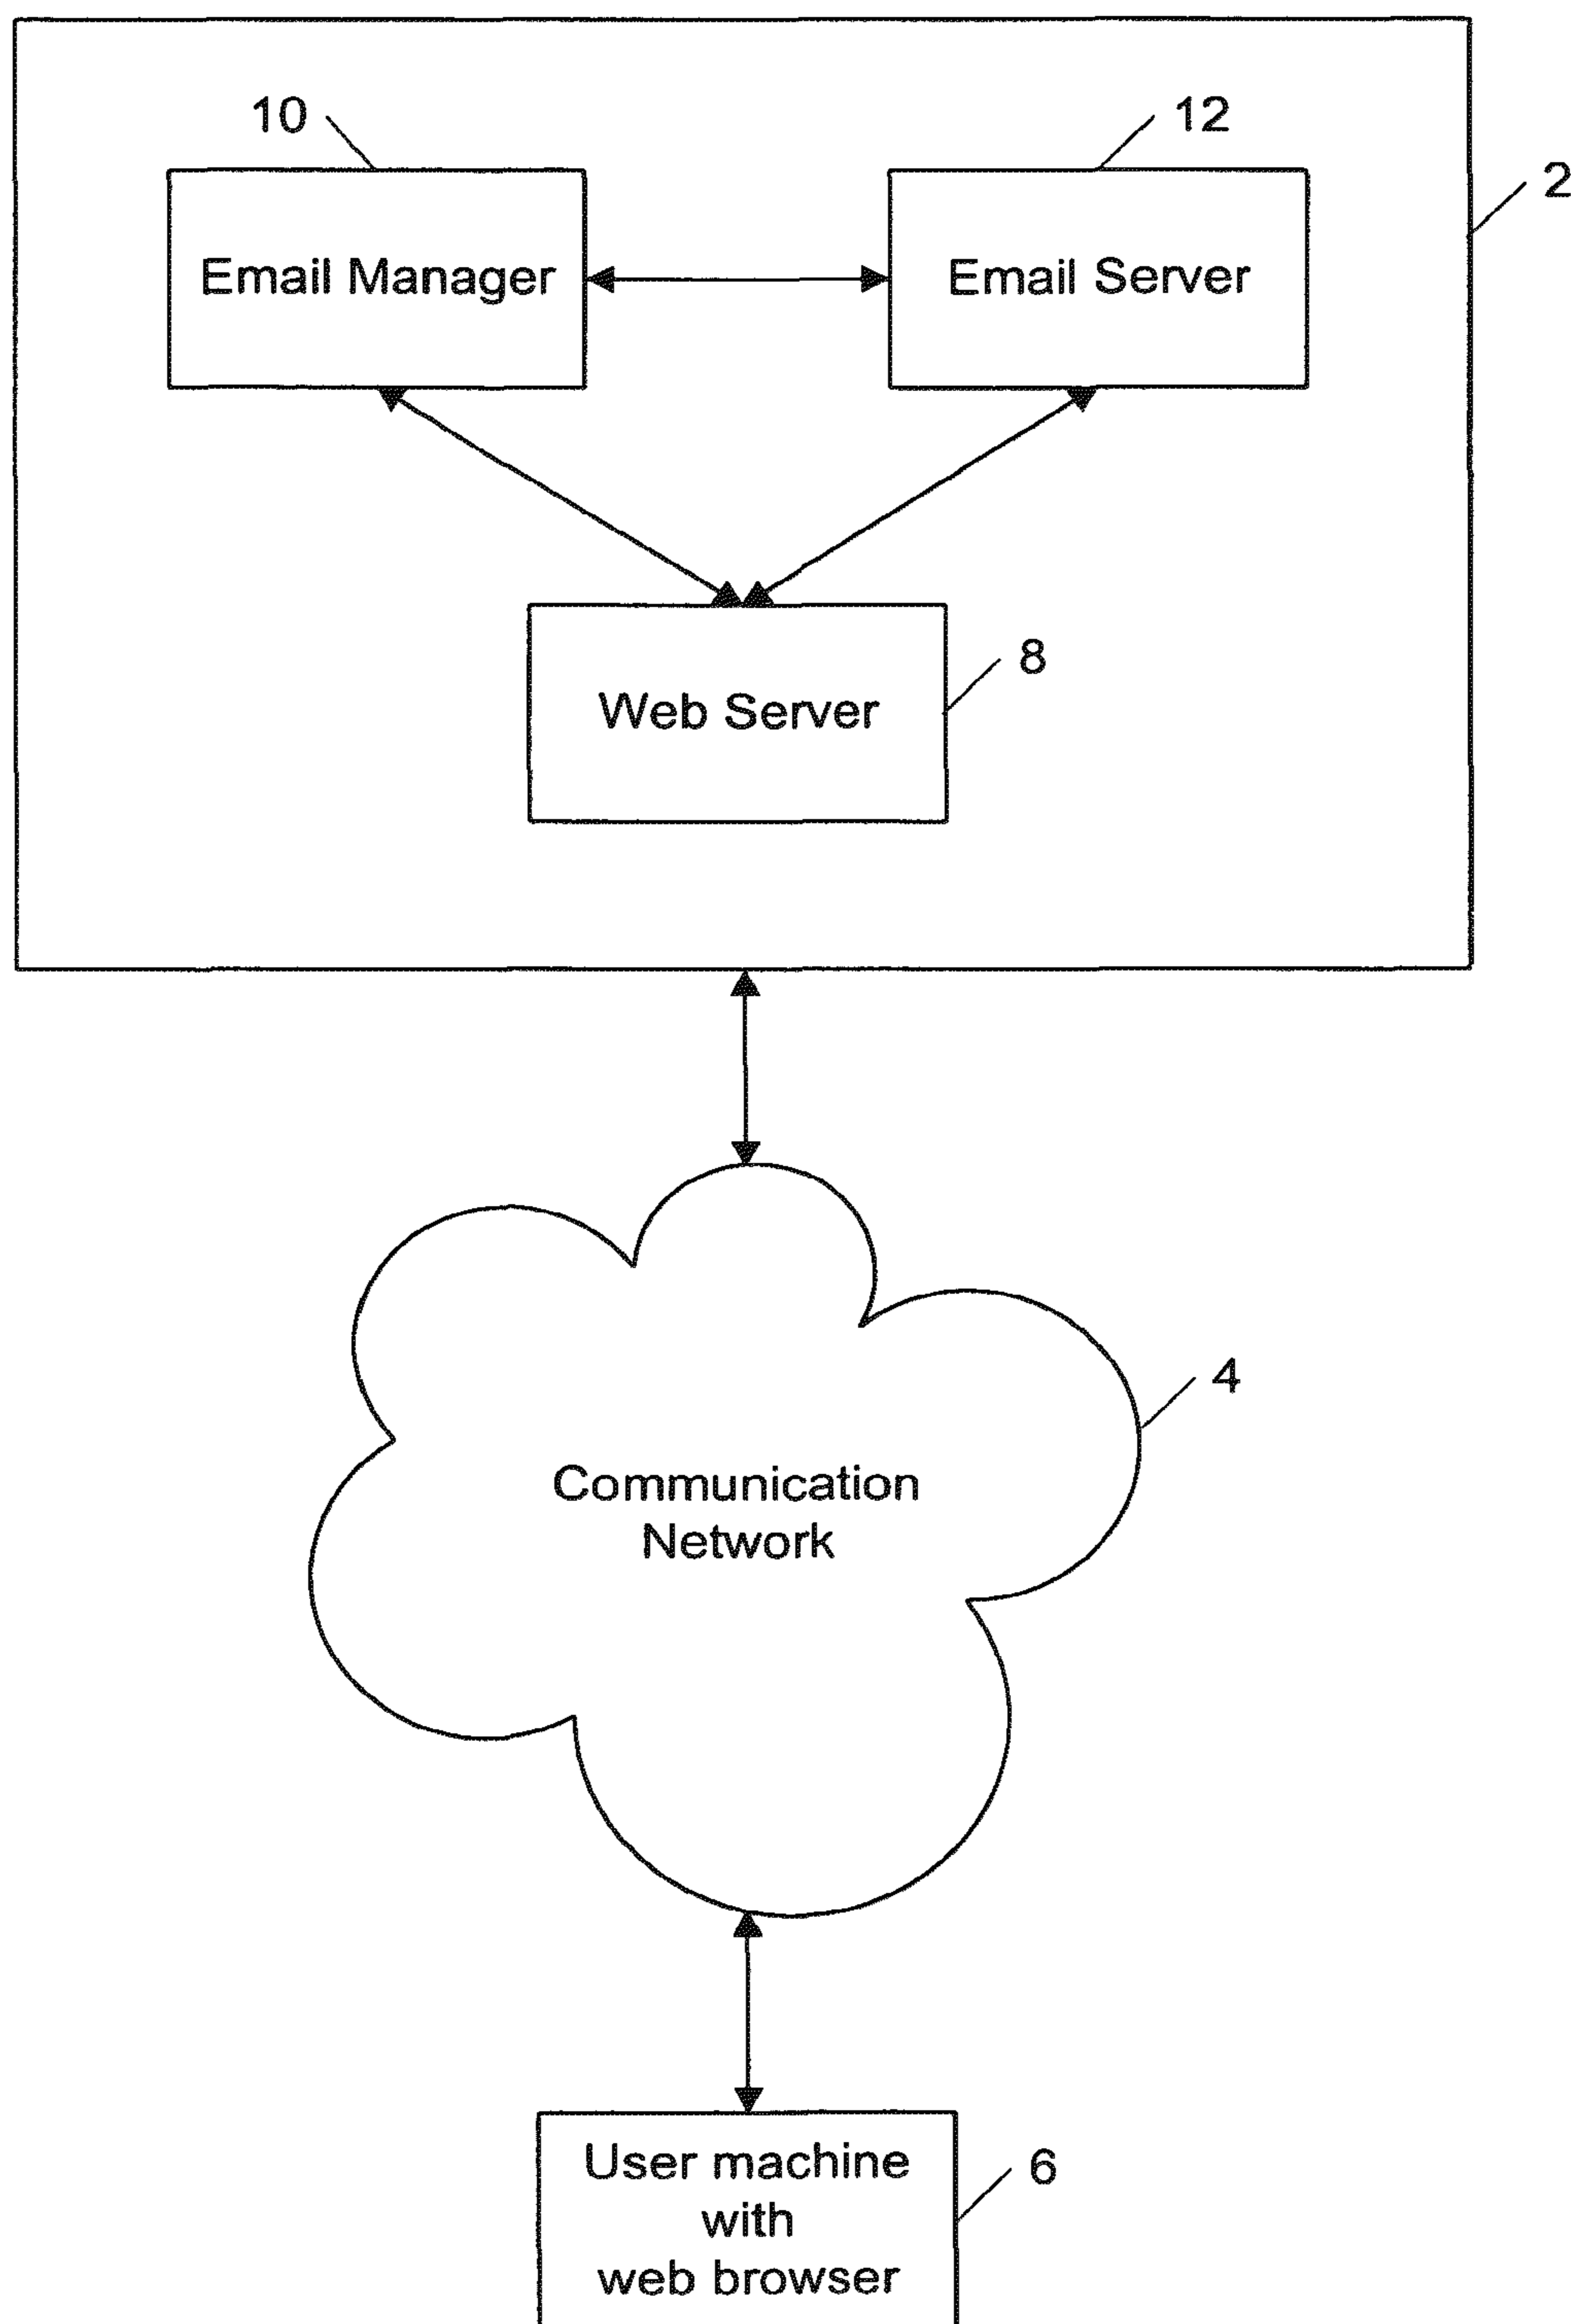 10
12
2
Email Manager
Email Server
8
Web Server
4
Communication
Network
6
User machine
with
web browser